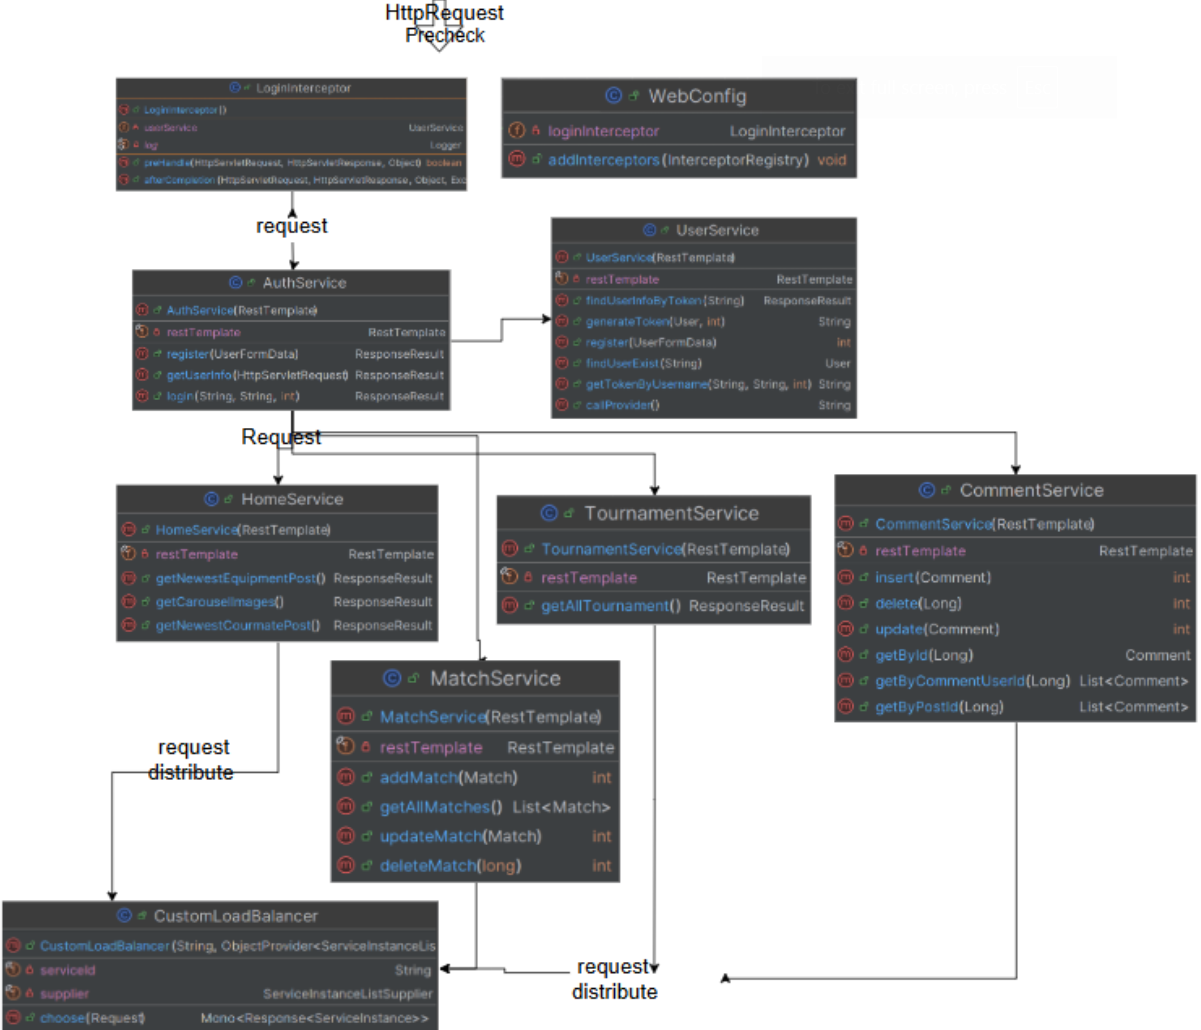 HttpRequest
Precheck
LoginInterceptor
LoginInterceptor()
userService UserService
log Logger
preHandle(HttpServletRequest, HttpServletResponse, Object) boolean
afterCompletion(HttpServletRequest, HttpServletResponse, Object, Exc
WebConfig
loginInterceptor LoginInterceptor
addInterceptors(InterceptorRegistry) void
request
UserService
UserService(RestTemplate)
restTemplate RestTemplate
findUserInfoByToken(String) ResponseResult
generateToken(User, int) String
register(UserFormData) int
findUserExist(String) User
getTokenByUsername(String, String, int) String
callProvider() String
AuthService
AuthService(RestTemplate)
restTemplate RestTemplate
register(UserFormData) ResponseResult
getUserInfo(HttpServletRequest) ResponseResult
login(String, String, int) ResponseResult
Request
HomeService
HomeService(RestTemplate)
restTemplate RestTemplate
getNewestEquipmentPost() ResponseResult
getCarouselImages() ResponseResult
getNewestCourmatePost() ResponseResult
TournamentService
TournamentService(RestTemplate)
restTemplate RestTemplate
getAllTournament() ResponseResult
CommentService
CommentService(RestTemplate)
restTemplate RestTemplate
insert(Comment) int
delete(Long) int
update(Comment) int
getById(Long) Comment
getByCommentUserId(Long) List<Comment>
getByPostId(Long) List<Comment>
MatchService
MatchService(RestTemplate)
restTemplate RestTemplate
addMatch(Match) int
getAllMatches() List<Match>
updateMatch(Match) int
deleteMatch(long) int
request
distribute
CustomLoadBalancer
CustomLoadBalancer(String, ObjectProvider<ServiceInstanceLis
serviceId String
supplier ServiceInstanceListSupplier
choose(Request) Mono<Response<ServiceInstance>>
request
distribute